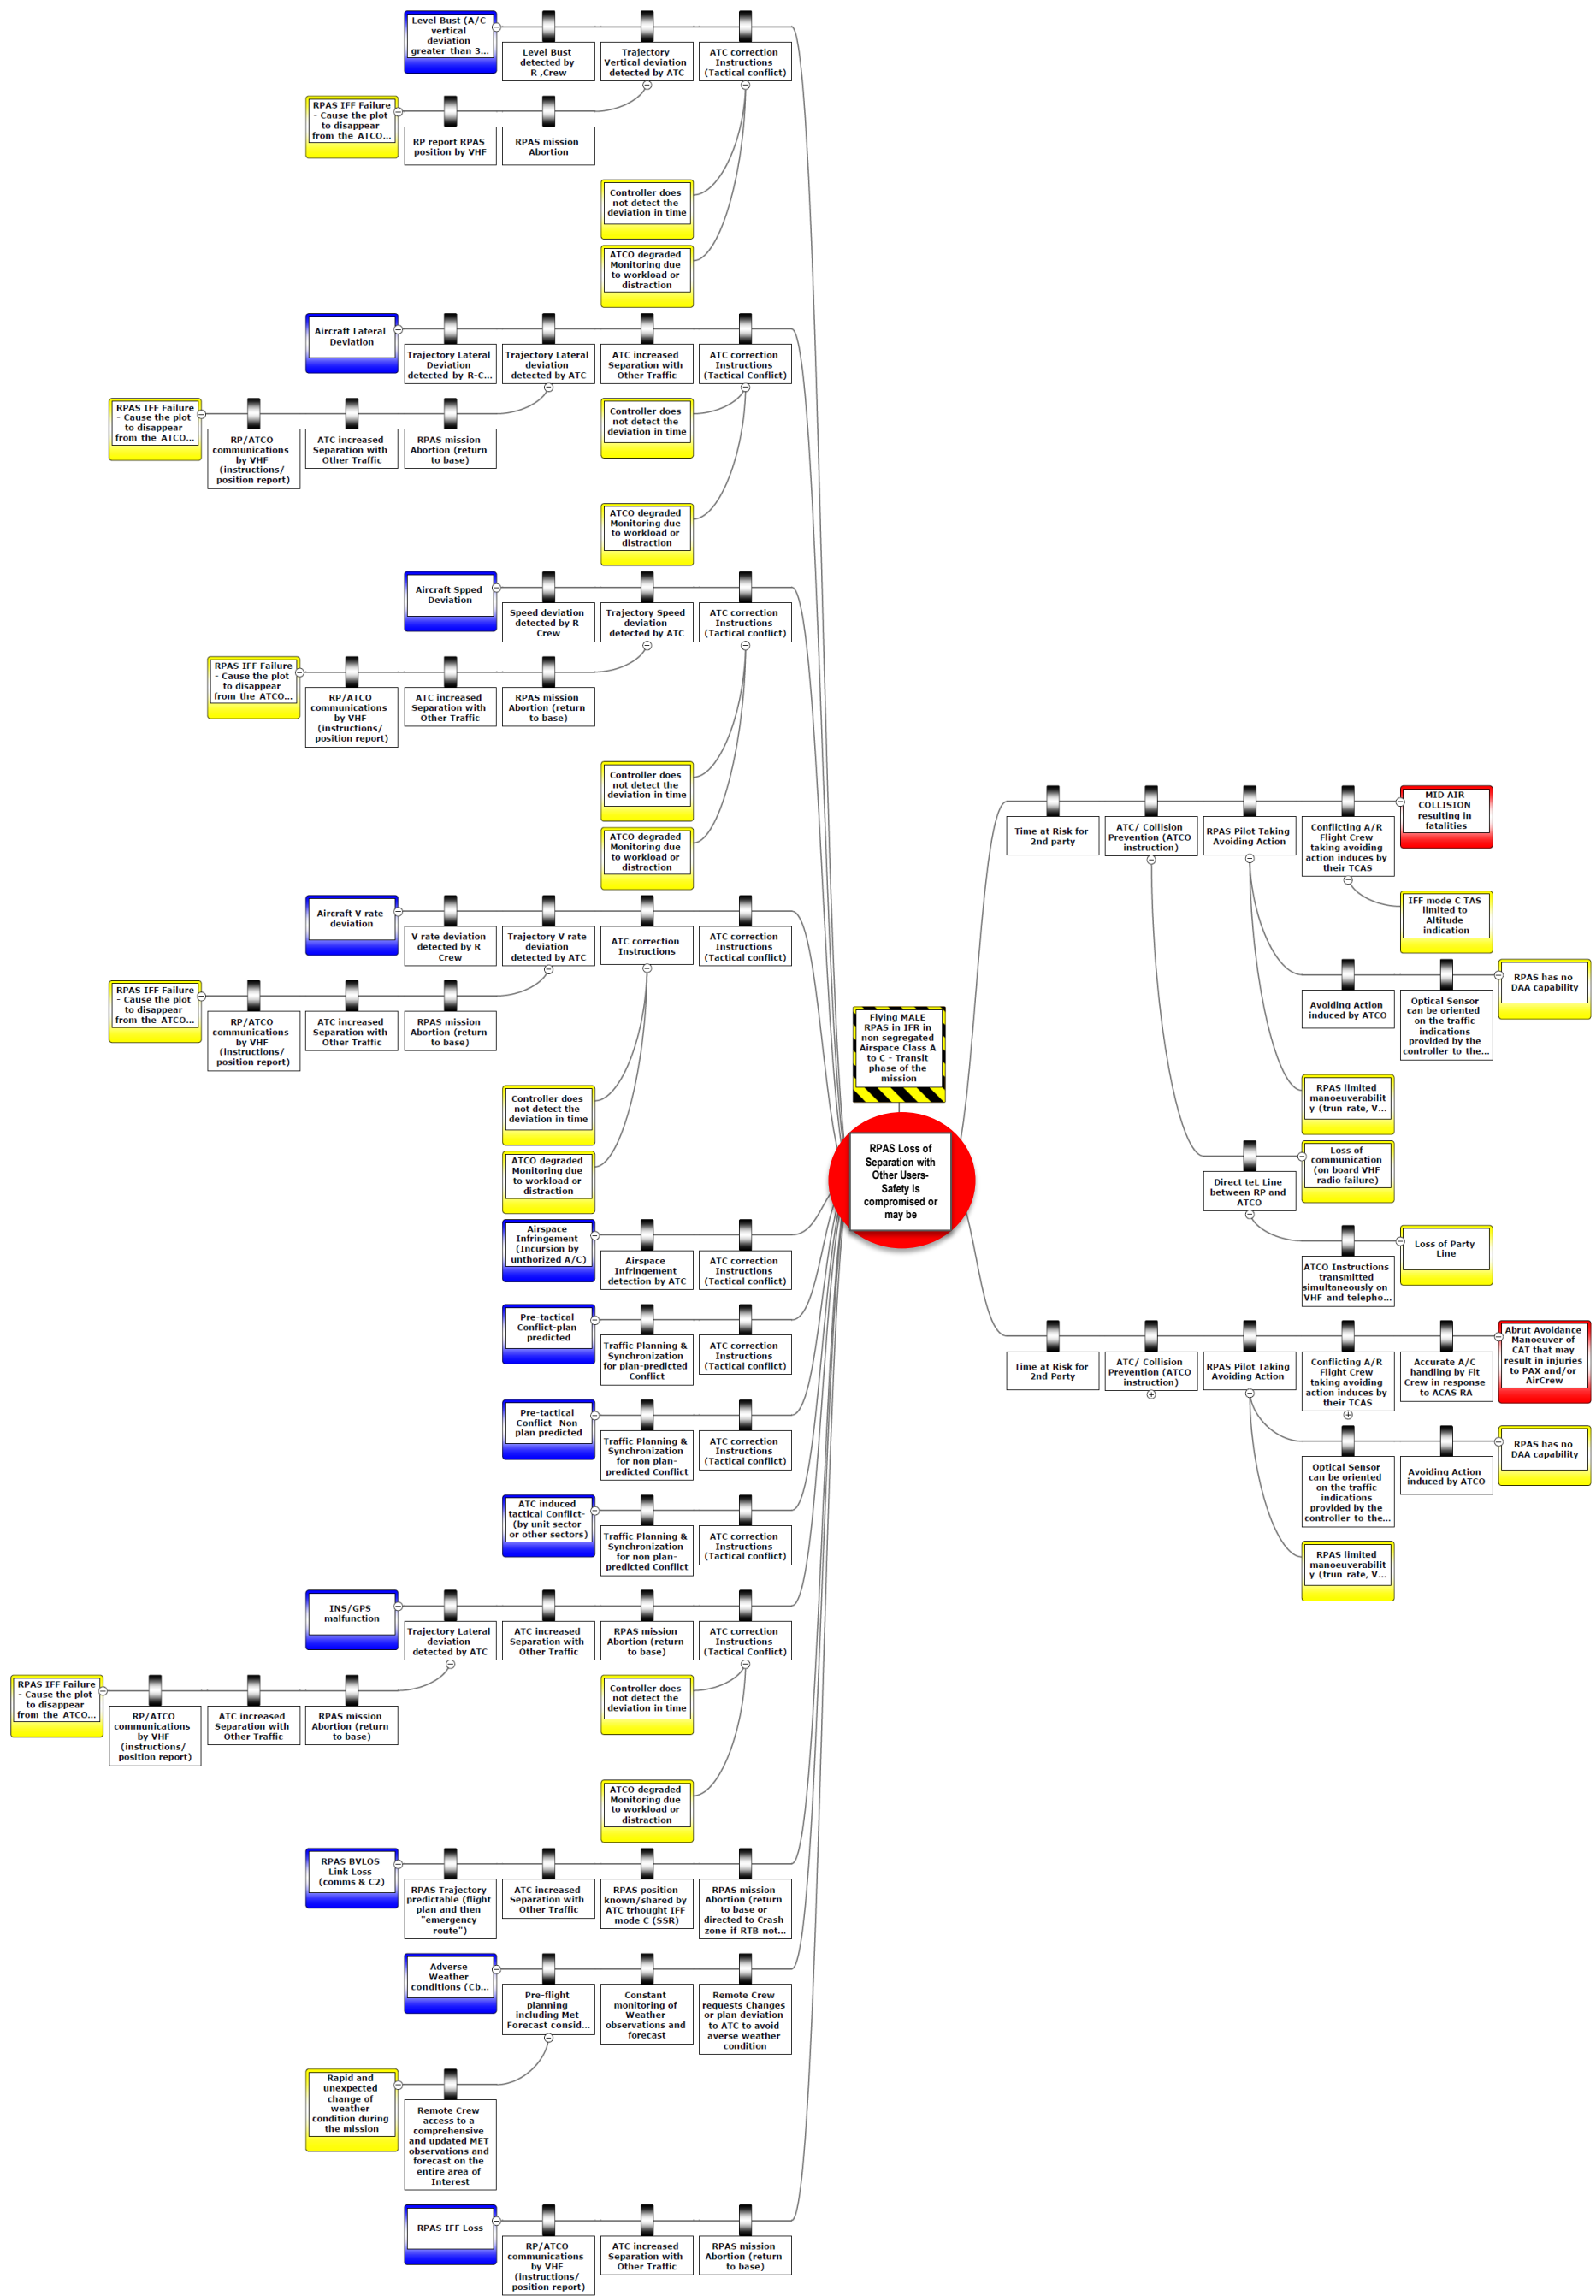 Level Bust (A/C
vertical
deviation
greater than 3...
Level Bust
detected by
R ,Crew
Trajectory
Vertical deviation
detected by ATC
ATC correction
Instructions
(Tactical conflict)
RPAS IFF Failure
- Cause the plot
to disappear
from the ATCO...
RP report RPAS
position by VHF
RPAS mission
Abortion
Controller does
not detect the
deviation in time
ATCO degraded
Monitoring due
to workload or
distraction
Aircraft Lateral
Deviation
Trajectory Lateral
Deviation
detected by R-C...
Trajectory Lateral
deviation
detected by ATC
ATC increased
Separation with
Other Traffic
ATC correction
Instructions
(Tactical Conflict)
RPAS IFF Failure
- Cause the plot
to disappear
from the ATCO...
RP/ATCO
communications
by VHF
(instructions/
position report)
ATC increased
Separation with
Other Traffic
RPAS mission
Abortion (return
to base)
Controller does
not detect the
deviation in time
ATCO degraded
Monitoring due
to workload or
distraction
Aircraft Spped
Deviation
Speed deviation
detected by R
Crew
Trajectory Speed
deviation
detected by ATC
ATC correction
Instructions
(Tactical conflict)
RPAS IFF Failure
- Cause the plot
to disappear
from the ATCO...
RP/ATCO
communications
by VHF
(instructions/
position report)
ATC increased
Separation with
Other Traffic
RPAS mission
Abortion (return
to base)
Controller does
not detect the
deviation in time
ATCO degraded
Monitoring due
to workload or
distraction
Aircraft V rate
deviation
V rate deviation
detected by R
Crew
Trajectory V rate
deviation
detected by ATC
ATC correction
Instructions
ATC correction
Instructions
(Tactical conflict)
RPAS IFF Failure
- Cause the plot
to disappear
from the ATCO...
RP/ATCO
communications
by VHF
(instructions/
position report)
ATC increased
Separation with
Other Traffic
RPAS mission
Abortion (return
to base)
Controller does
not detect the
deviation in time
ATCO degraded
Monitoring due
to workload or
distraction
Airspace
Infringement
(Incursion by
unthorized A/C)
Airspace
Infringement
detection by ATC
ATC correction
Instructions
(Tactical conflict)
Pre-tactical
Conflict-plan
predicted
Traffic Planning &
Synchronization
for plan-predicted
Conflict
ATC correction
Instructions
(Tactical conflict)
Pre-tactical
Conflict- Non
plan predicted
Traffic Planning &
Synchronization
for non plan-
predicted Conflict
ATC correction
Instructions
(Tactical conflict)
ATC induced
tactical Conflict-
(by unit sector
or other sectors)
Traffic Planning &
Synchronization
for non plan-
predicted Conflict
ATC correction
Instructions
(Tactical conflict)
INS/GPS
malfunction
Trajectory Lateral
deviation
detected by ATC
ATC increased
Separation with
Other Traffic
RPAS mission
Abortion (return
to base)
ATC correction
Instructions
(Tactical Conflict)
RPAS IFF Failure
- Cause the plot
to disappear
from the ATCO...
RP/ATCO
communications
by VHF
(instructions/
position report)
ATC increased
Separation with
Other Traffic
RPAS mission
Abortion (return
to base)
Controller does
not detect the
deviation in time
ATCO degraded
Monitoring due
to workload or
distraction
RPAS BVLOS
Link Loss
(comms & C2)
RPAS Trajectory
predictable (flight
plan and then
"emergency
route")
ATC increased
Separation with
Other Traffic
RPAS position
known/shared by
ATC trhought IFF
mode C (SSR)
RPAS mission
Abortion (return
to base or
directed to Crash
zone if RTB not...
Adverse
Weather
conditions (Cb...
Pre-flight
planning
including Met
Forecast consid...
Constant
monitoring of
Weather
observations and
forecast
Remote Crew
requests Changes
or plan deviation
to ATC to avoid
averse weather
condition
Rapid and
unexpected
change of
weather
condition during
the mission
Remote Crew
access to a
comprehensive
and updated MET
observations and
forecast on the
entire area of
Interest
RPAS IFF Loss
RP/ATCO
communications
by VHF
(instructions/
position report)
ATC increased
Separation with
Other Traffic
RPAS mission
Abortion (return
to base)
Flying MALE
RPAS in IFR in
non segregated
Airspace Class A
to C - Transit
phase of the
mission
RPAS Loss of
Separation with
Other Users-
Safety Is
compromised or
may be
Time at Risk for
2nd party
ATC/ Collision
Prevention (ATCO
instruction)
RPAS Pilot Taking
Avoiding Action
Conflicting A/R
Flight Crew
taking avoiding
action induces by
their TCAS
MID AIR
COLLISION
resulting in
fatalities
IFF mode C TAS
limited to
Altitude
indication
Avoiding Action
induced by ATCO
Optical Sensor
can be oriented
on the traffic
indications
provided by the
controller to the...
RPAS has no
DAA capability
RPAS limited
manoeuverabilit
y (trun rate, V...
Direct teL Line
between RP and
ATCO
Loss of
communication
(on board VHF
radio failure)
ATCO Instructions
transmitted
simultaneously on
VHF and telepho...
Loss of Party
Line
Time at Risk for
2nd Party
ATC/ Collision
Prevention (ATCO
instruction)
RPAS Pilot Taking
Avoiding Action
Conflicting A/R
Flight Crew
taking avoiding
action induces by
their TCAS
Accurate A/C
handling by Flt
Crew in response
to ACAS RA
Abrut Avoidance
Manoeuver of
CAT that may
result in injuries
to PAX and/or
AirCrew
Optical Sensor
can be oriented
on the traffic
indications
provided by the
controller to the...
Avoiding Action
induced by ATCO
RPAS has no
DAA capability
RPAS limited
manoeuverabilit
y (trun rate, V...